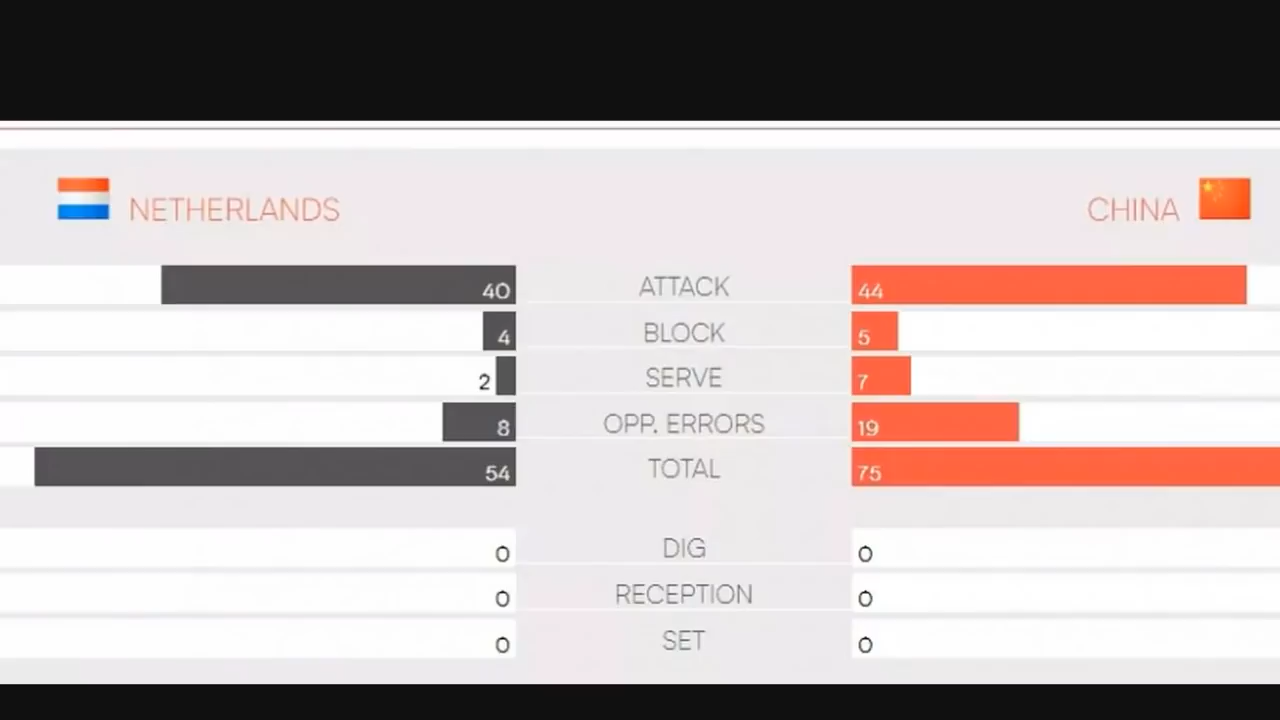 NETHERLANDS CHINA
40 ATTACK 44
4 BLOCK 5
2 SERVE 7
8 OPP. ERRORS 19
54 TOTAL 75
0 DIG 0
0 RECEPTION 0
0 SET 0